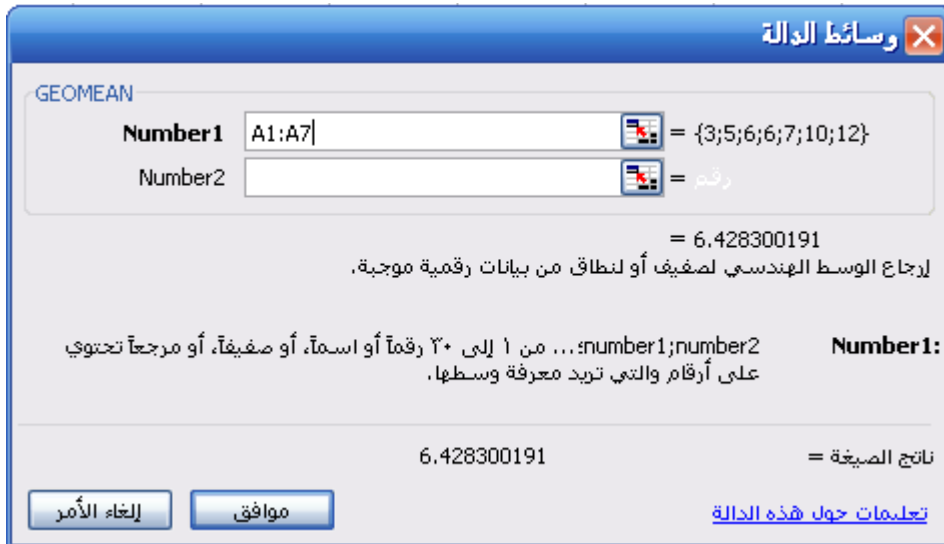 وسائط الدالة
GEOMEAN
Number1 A1:A7 = {3;5;6;6;7;10;12}
Number2 = رقم
= 6.428300191
إرجاع الوسط الهندسي لصفيف أو لنطاق من بيانات رقمية موجبة.
Number1: number1;number2;... من ١ إلى ٣٠ رقماً أو اسماً، أو صفيفاً، أو مرجعاً تحتوي
على أرقام والتي تريد معرفة وسطها.
ناتج الصيغة = 6.428300191
تعليمات حول هذه الدالة موافق إلغاء الأمر